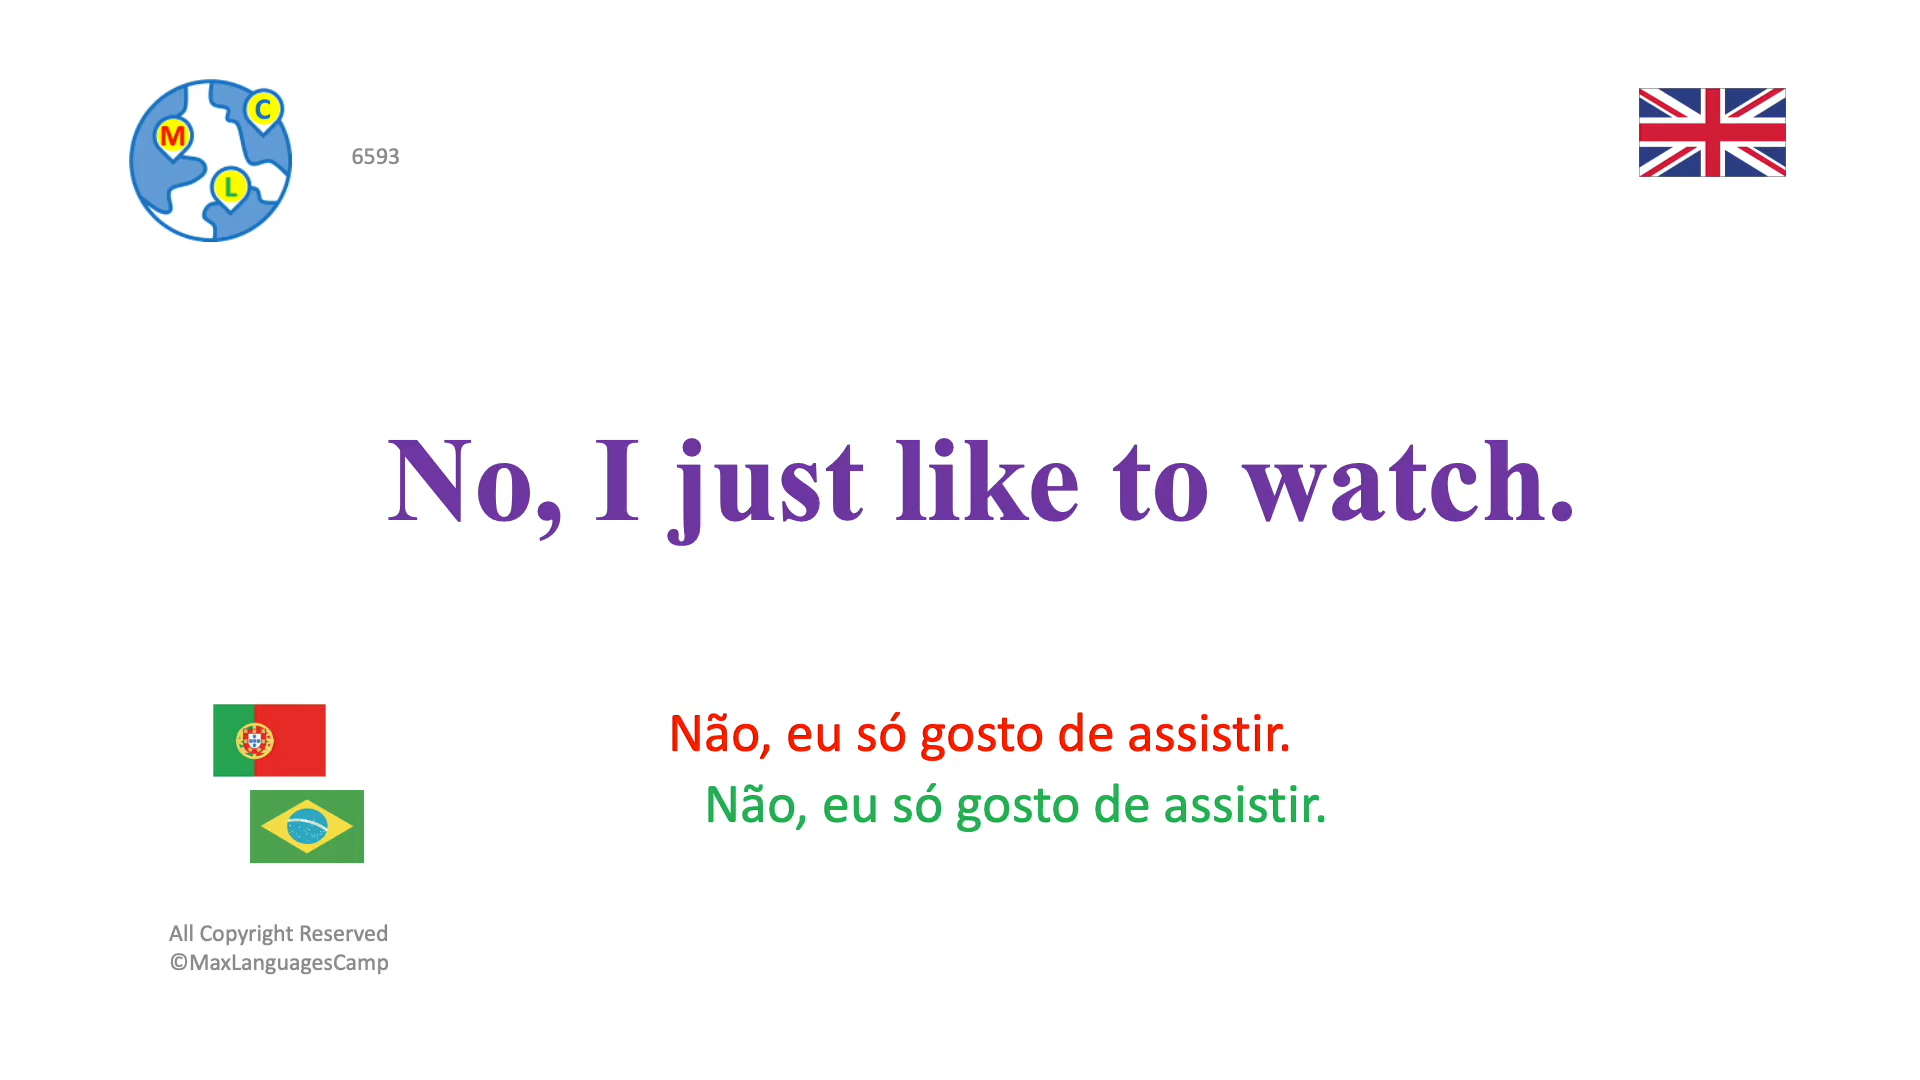 M
C
L
6593
No, I just like to watch.
Não, eu só gosto de assistir.
Não, eu só gosto de assistir.
All Copyright Reserved
©MaxLanguagesCamp